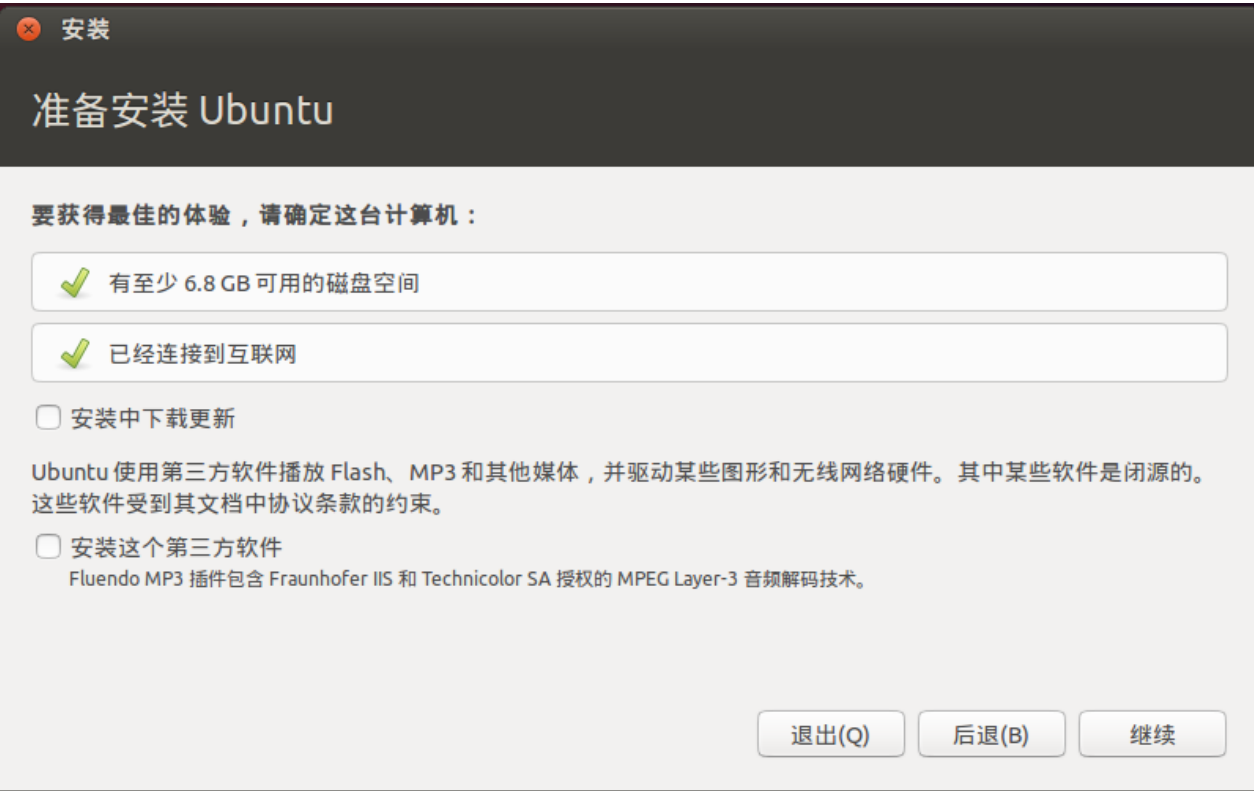 安装
准备安装 Ubuntu
要获得最佳的体验，请确定这台计算机：
有至少 6.8 GB 可用的磁盘空间
已经连接到互联网
安装中下载更新
Ubuntu 使用第三方软件播放 Flash、MP3 和其他媒体，并驱动某些图形和无线网络硬件。其中某些软件是闭源的。
这些软件受到其文档中协议条款的约束。
安装这个第三方软件
Fluendo MP3 插件包含 Fraunhofer IIS 和 Technicolor SA 授权的 MPEG Layer-3 音频解码技术。
退出(Q) 后退(B) 继续